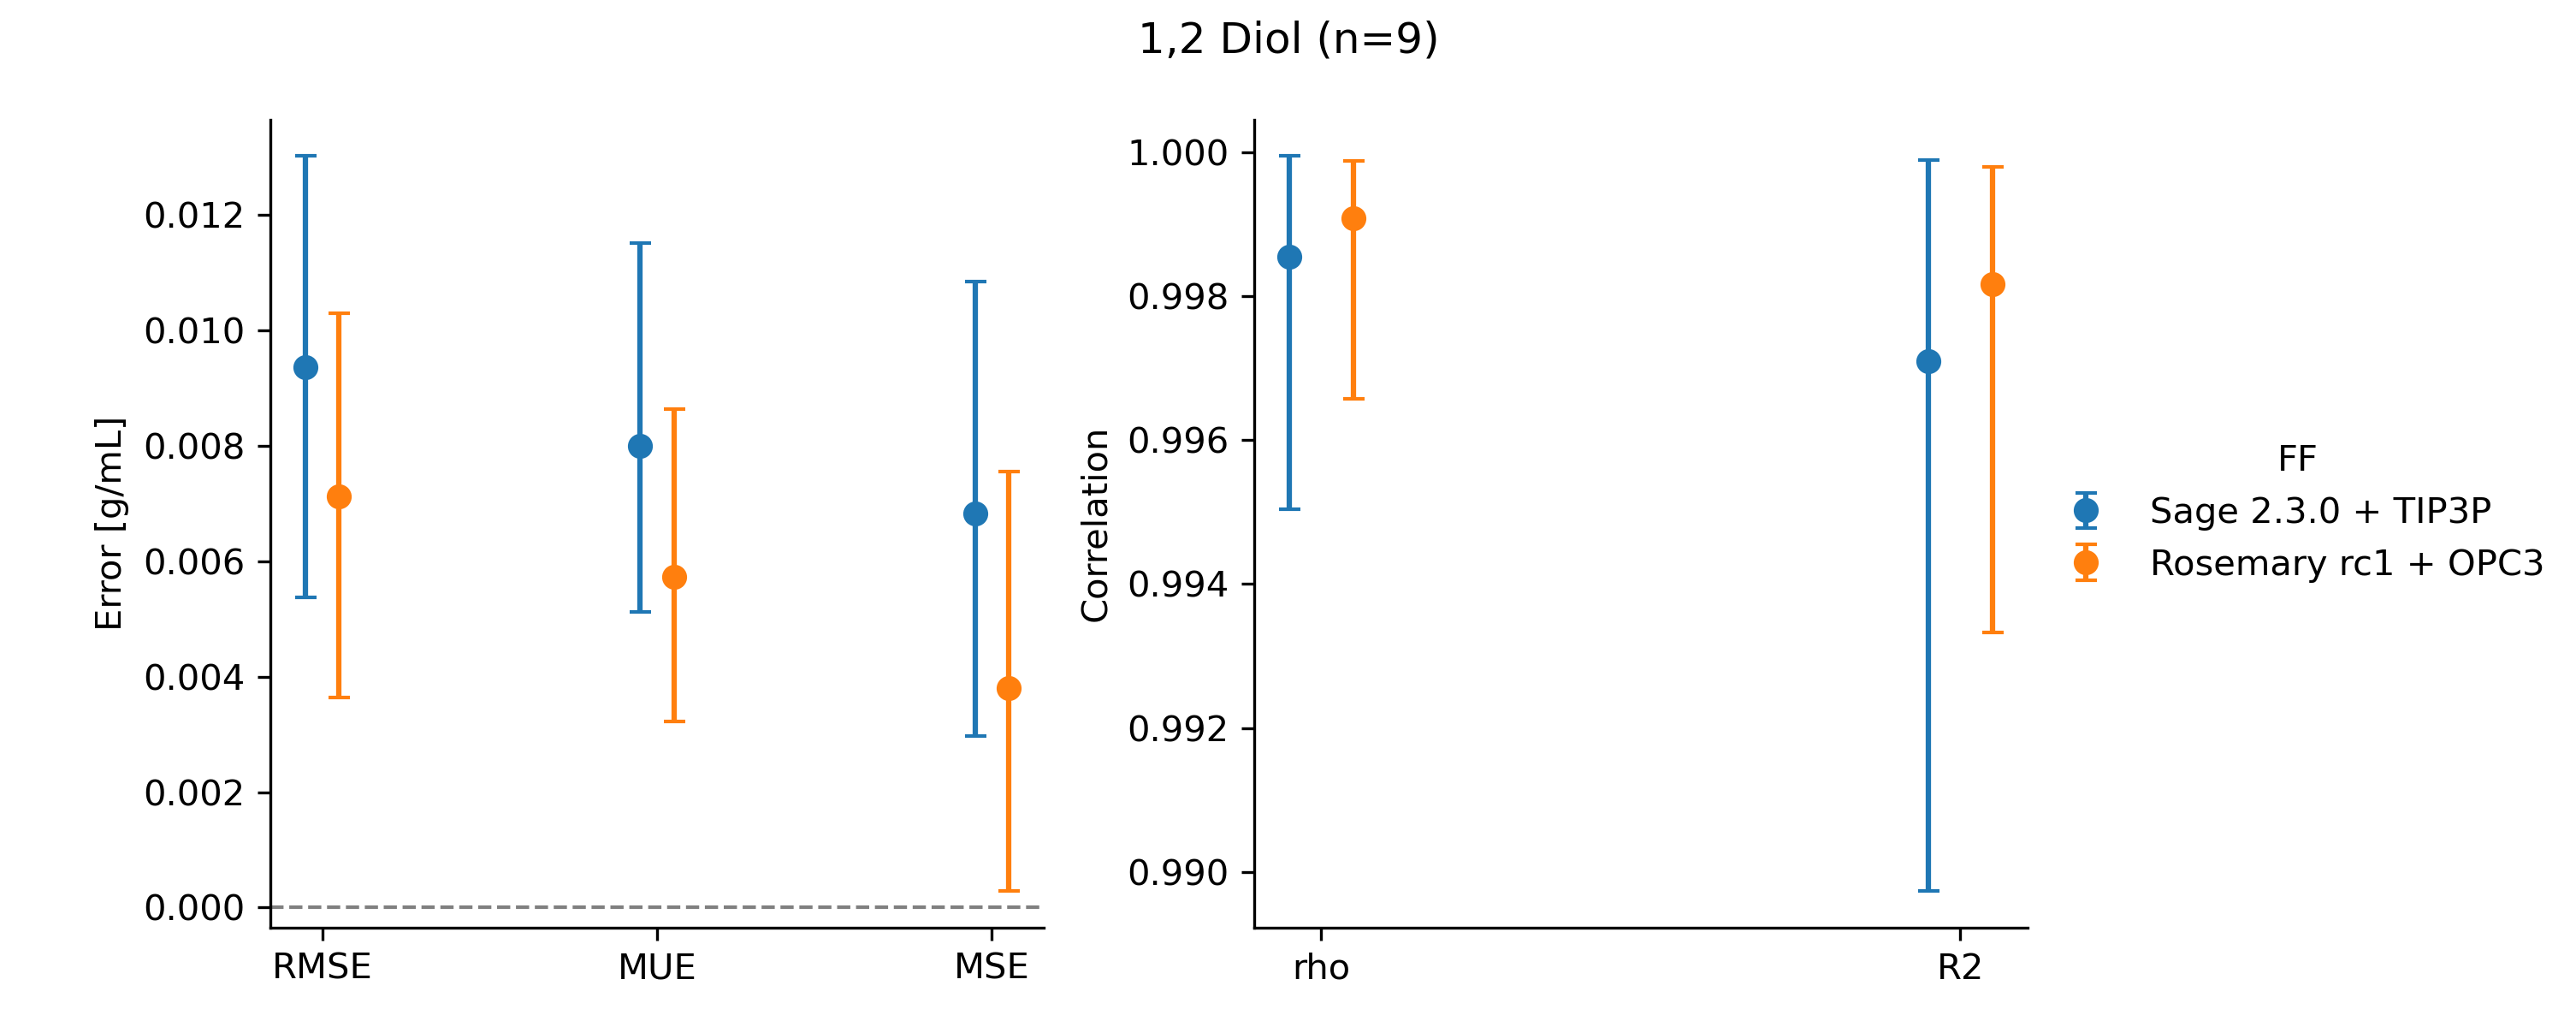 1,2 Diol (n=9)
Error [g/mL]
0.012
0.010
0.008
0.006
0.004
0.002
0.000
RMSE
MUE
MSE
Correlation
1.000
0.998
0.996
0.994
0.992
0.990
rho
R2
FF
Sage 2.3.0 + TIP3P
Rosemary rc1 + OPC3